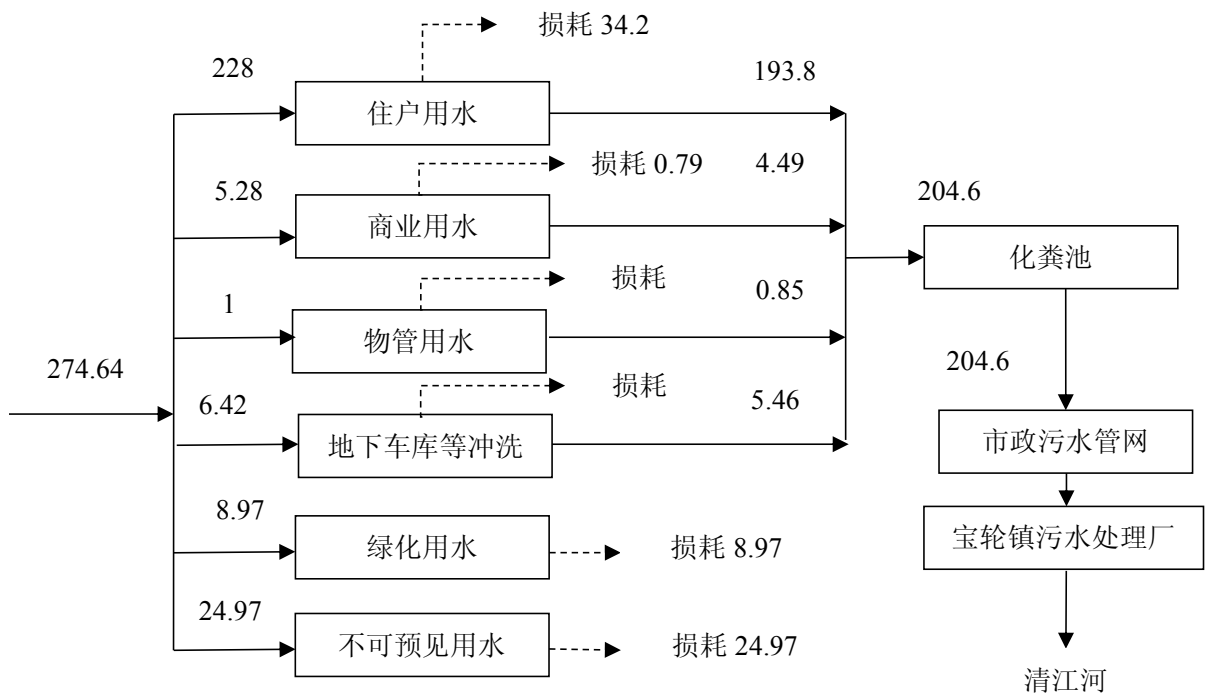 损耗 34.2
228
住户用水
193.8
损耗 0.79
4.49
5.28
商业用水
204.6
化粪池
损耗
0.85
1
物管用水
274.64
204.6
损耗
5.46
6.42
地下车库等冲洗
市政污水管网
8.97
绿化用水
损耗 8.97
宝轮镇污水处理厂
24.97
不可预见用水
损耗 24.97
清江河